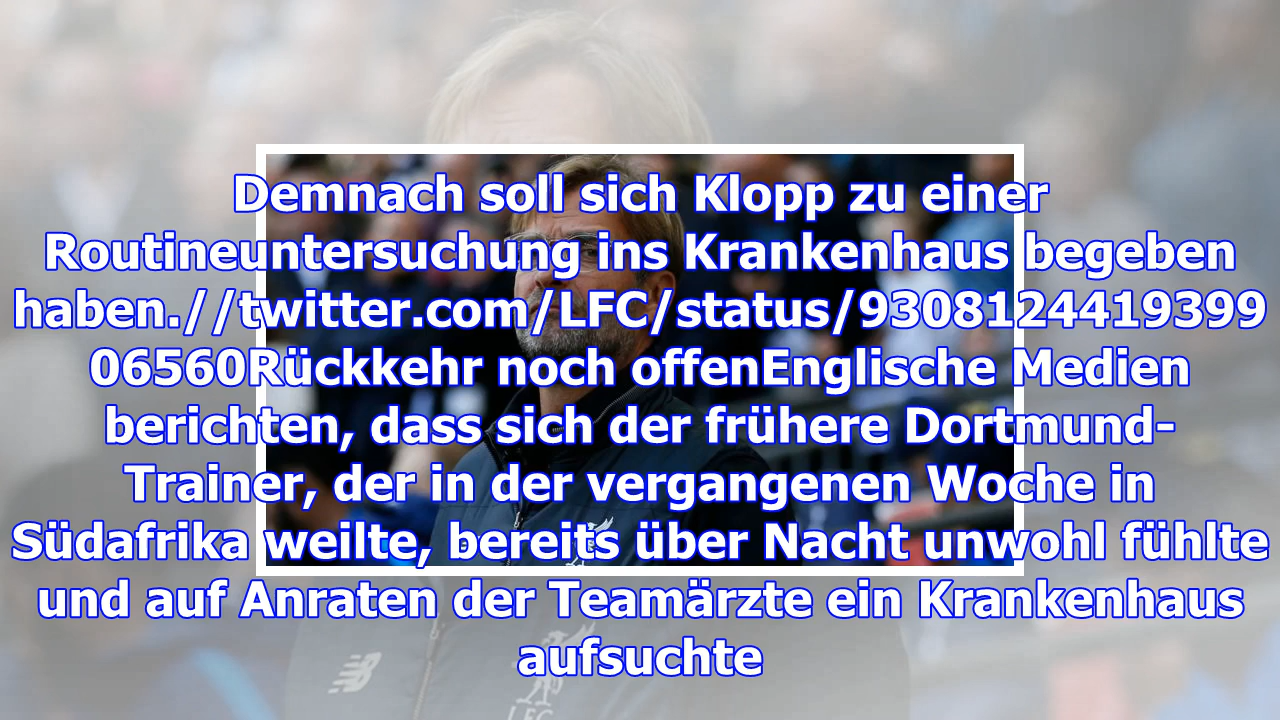 Demnach soll sich Klopp zu einer
Routineuntersuchung ins Krankenhaus begeben
haben.//twitter.com/LFC/status/9308124419399
06560Rückkehr noch offenEnglische Medien
berichten, dass sich der frühere Dortmund-
Trainer, der in der vergangenen Woche in
Südafrika weilte, bereits über Nacht unwohl fühlte
und auf Anraten der Teamärzte ein Krankenhaus
aufsuchte